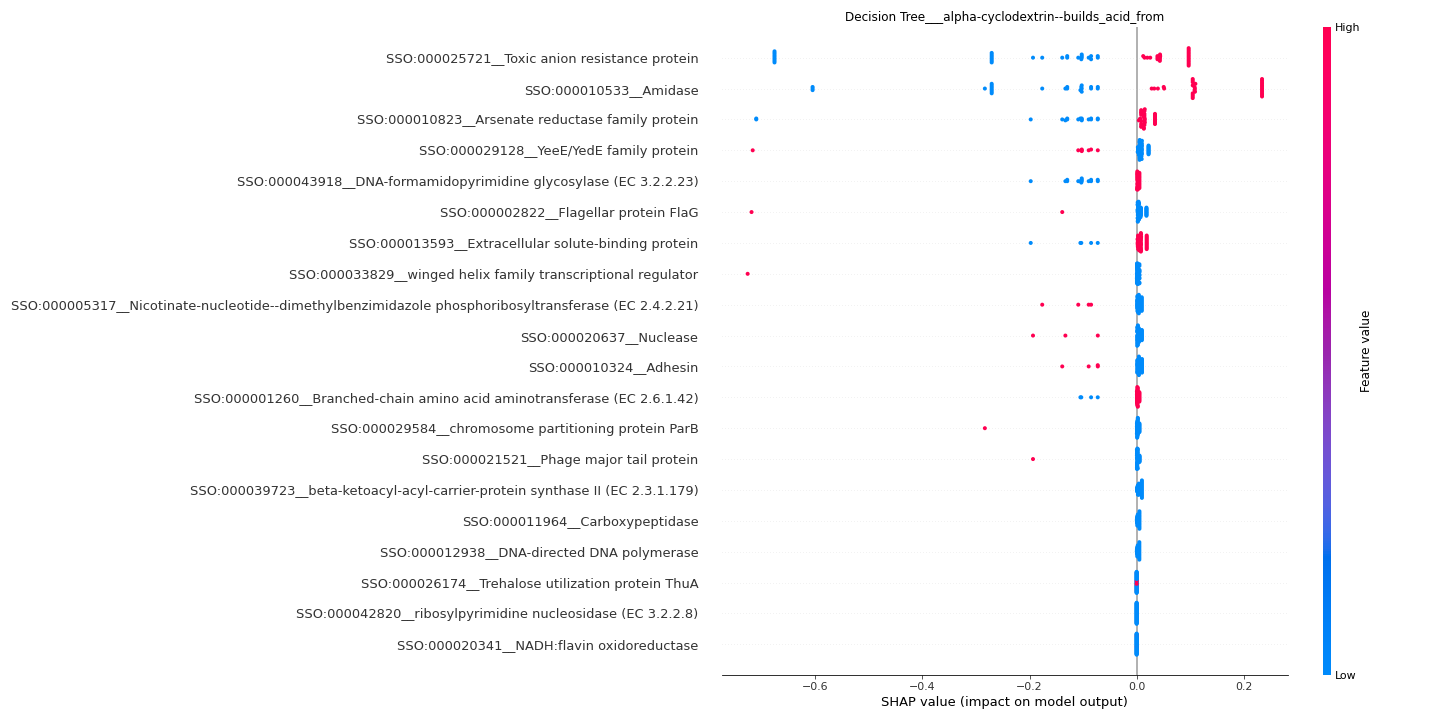 Decision Tree___alpha-cyclodextrin--builds_acid_from
High
SSO:000025721__Toxic anion resistance protein
SSO:000010533__Amidase
SSO:000010823__Arsenate reductase family protein
SSO:000029128__YeeE/YedE family protein
SSO:000043918__DNA-formamidopyrimidine glycosylase (EC 3.2.2.23)
SSO:000002822__Flagellar protein FlaG
SSO:000013593__Extracellular solute-binding protein
SSO:000033829__winged helix family transcriptional regulator
SSO:000005317__Nicotinate-nucleotide--dimethylbenzimidazole phosphoribosyltransferase (EC 2.4.2.21)
SSO:000020637__Nuclease
SSO:000010324__Adhesin
SSO:000001260__Branched-chain amino acid aminotransferase (EC 2.6.1.42)
SSO:000029584__chromosome partitioning protein ParB
SSO:000021521__Phage major tail protein
SSO:000039723__beta-ketoacyl-acyl-carrier-protein synthase II (EC 2.3.1.179)
SSO:000011964__Carboxypeptidase
SSO:000012938__DNA-directed DNA polymerase
SSO:000026174__Trehalose utilization protein ThuA
SSO:000042820__ribosylpyrimidine nucleosidase (EC 3.2.2.8)
SSO:000020341__NADH:flavin oxidoreductase
Feature value
Low
−0.6 −0.4 −0.2 0.0 0.2
SHAP value (impact on model output)